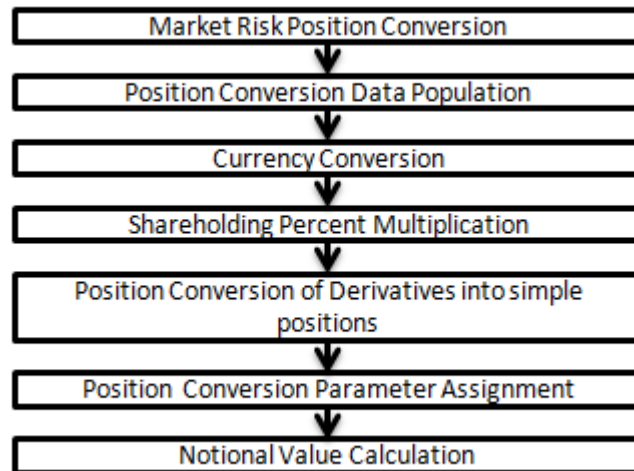 Market Risk Position Conversion
Position Conversion Data Population
Currency Conversion
Shareholding Percent Multiplication
Position Conversion of Derivatives into simple
positions
Position Conversion Parameter Assignment
Notional Value Calculation